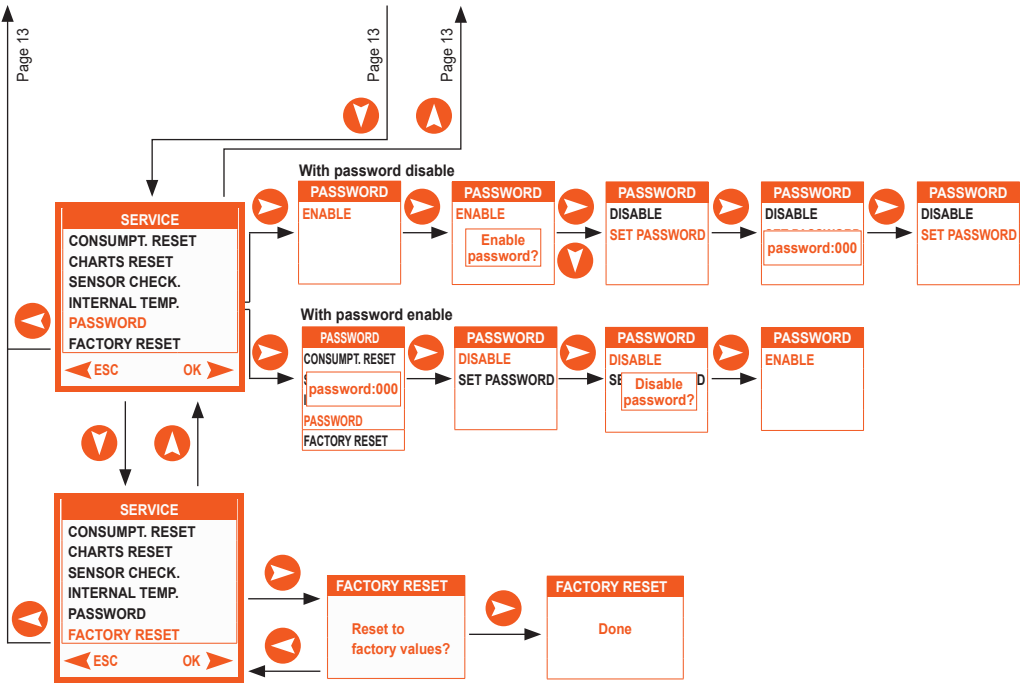 Page 13
Page 13
Page 13
With password disable
SERVICE
CONSUMPT. RESET
CHARTS RESET
SENSOR CHECK.
INTERNAL TEMP.
PASSWORD
FACTORY RESET
ESC
OK
PASSWORD
ENABLE
PASSWORD
ENABLE
Enable
password?
PASSWORD
DISABLE
SET PASSWORD
PASSWORD
DISABLE
password:000
PASSWORD
DISABLE
SET PASSWORD
With password enable
PASSWORD
CONSUMPT. RESET
password:000
PASSWORD
FACTORY RESET
PASSWORD
DISABLE
SET PASSWORD
PASSWORD
DISABLE
Disable
password?
PASSWORD
ENABLE
SERVICE
CONSUMPT. RESET
CHARTS RESET
SENSOR CHECK.
INTERNAL TEMP.
PASSWORD
FACTORY RESET
ESC
OK
FACTORY RESET
Reset to
factory values?
FACTORY RESET
Done